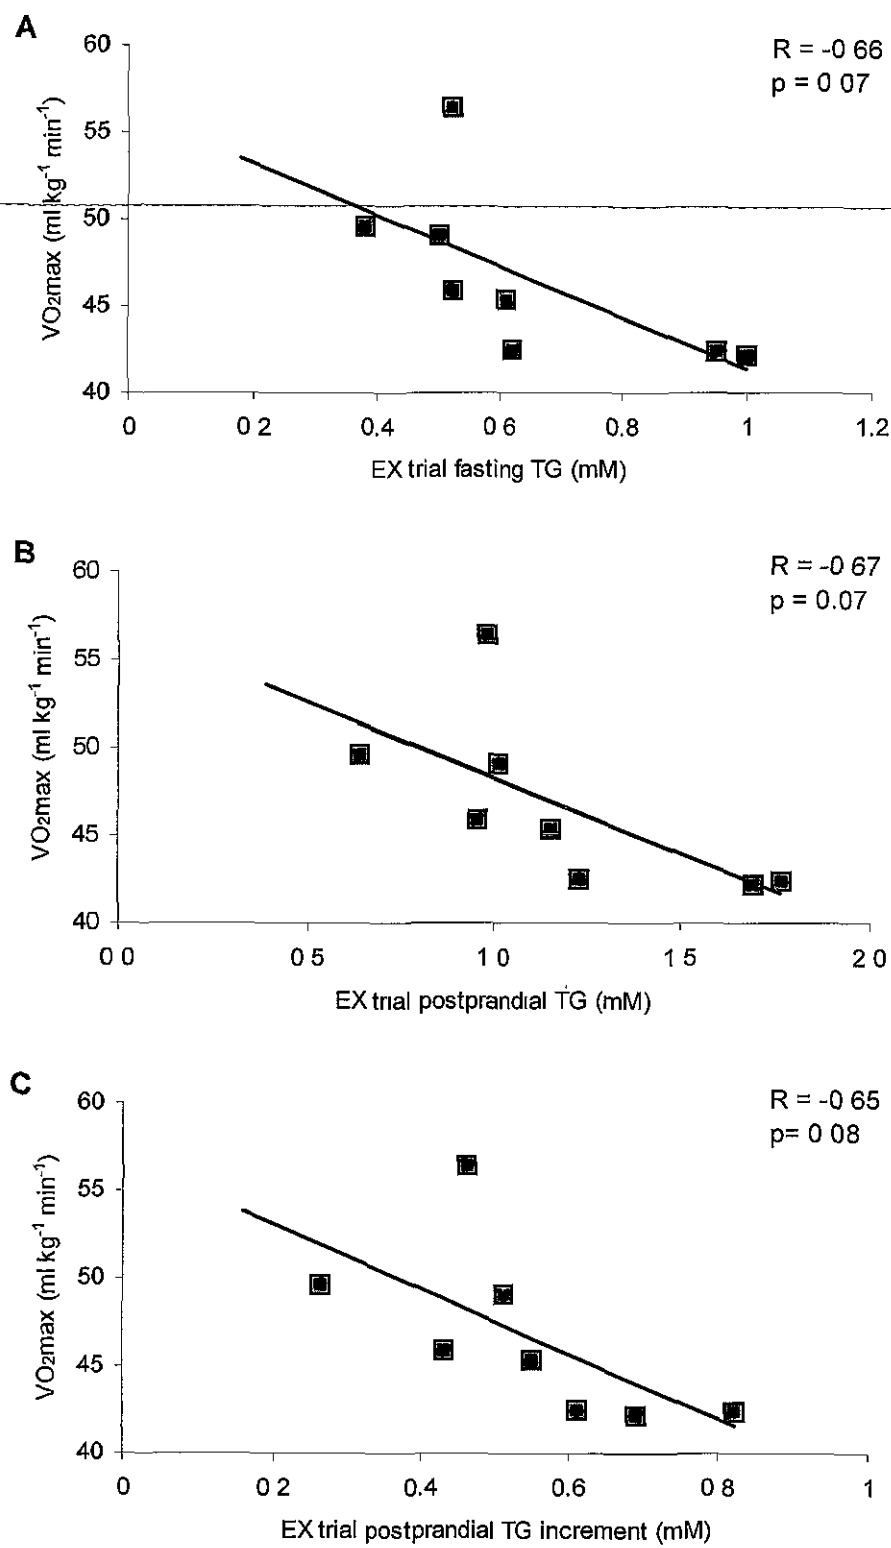 A
60
R = -0 66
p = 0 07
55
50
45
40
VO2max (ml kg-1 min-1)
0 0 2 0.4 0 6 0.8 1 1.2
EX trial fasting TG (mM)
B
60
R = -0 67
p = 0.07
55
50
45
40
VO2max (ml kg-1 min-1)
0 0 0 5 1 0 1 5 2 0
EX trial postprandial TG (mM)
C
60
R = -0 65
p= 0 08
55
50
45
40
VO2max (ml kg-1 min-1)
0 0 2 0.4 0.6 0 8 1
EX trial postprandial TG increment (mM)